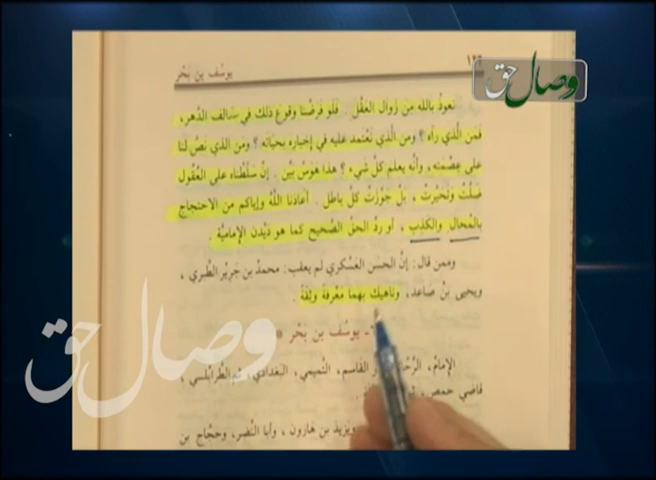 ١٢٢
يوسف بن بحر
وصال حق
نعوذ بالله من زوال العقل . فلو فرضنا وقوع ذلك في سالف الدهر،
فمن الذي رآه ؟ ومن الذي نعتمد عليه في إخباره بحياته ؟ ومن الذي نص لنا
على عصمته، وأنه يعلم كل شيء ؟ هذا هوس بين . إن سلطناه على العقول
ضلت وتحيرت ، بل جوزت كل باطل . أعاذنا الله وإياكم من الاحتجاج
بالمحال والكذب ، أو رد الحق الصحيح كما هو ديدن الإمامية .
وممن قال : إن الحسن العسكري لم يعقب : محمد بن جرير الطبري ،
ويحيى بن صاعد، وناهيك بهما معرفة وثقة .
ـ يوسف بن بحر *
الإمام، القاسم، التميمي، البغدادي، ثم الطرابلسي ،
قاضي حمص،
ويزيد بن هارون ، وأبا النضر، وحجاج بن
وصال حق